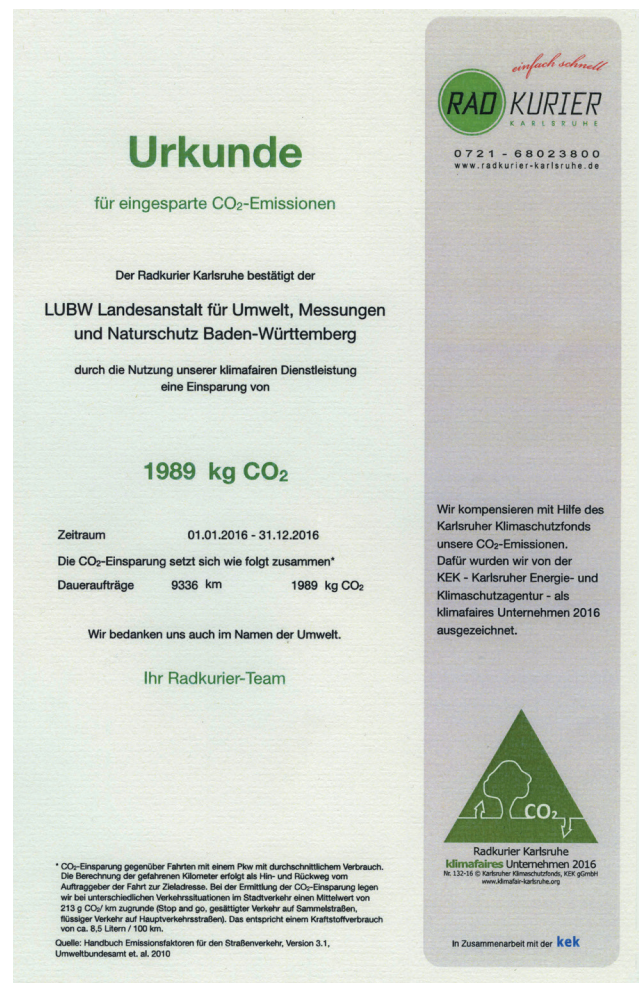 Urkunde
für eingesparte CO₂-Emissionen
Der Radkurier Karlsruhe bestätigt der
LUBW Landesanstalt für Umwelt, Messungen
und Naturschutz Baden-Württemberg
durch die Nutzung unserer klimafairen Dienstleistung
eine Einsparung von
1989 kg CO₂
Zeitraum 01.01.2016 - 31.12.2016
Die CO₂-Einsparung setzt sich wie folgt zusammen*
Daueraufträge 9336 km 1989 kg CO₂
Wir bedanken uns auch im Namen der Umwelt.
Ihr Radkurier-Team
* CO₂-Einsparung gegenüber Fahrten mit einem Pkw mit durchschnittlichem Verbrauch.
Die Berechnung der gefahrenen Kilometer erfolgt als Hin- und Rückweg vom
Auftraggeber der Fahrt zur Zieladresse. Bei der Ermittlung der CO₂-Einsparung legen
wir bei unterschiedlichen Verkehrssituationen im Stadtverkehr einen Mittelwert von
213 g CO₂/ km zugrunde (Stop and go, gesättigter Verkehr auf Sammelstraßen,
flüssiger Verkehr auf Hauptverkehrsstraßen). Das entspricht einem Kraftstoffverbrauch
von ca. 8,5 Litern / 100 km.
Quelle: Handbuch Emissionsfaktoren für den Straßenverkehr, Version 3.1,
Umweltbundesamt et. al. 2010
einfach schnell
RAD KURIER
KARLSRUHE
0721 - 68023800
www.radkurier-karlsruhe.de
Wir kompensieren mit Hilfe des
Karlsruher Klimaschutzfonds
unsere CO₂-Emissionen.
Dafür wurden wir von der
KEK - Karlsruher Energie- und
Klimaschutzagentur - als
klimafaires Unternehmen 2016
ausgezeichnet.
CO₂
Radkurier Karlsruhe
klimafaires Unternehmen 2016
Nr. 132-16 © Karlsruher Klimaschutzfonds, KEK gGmbH
www.klimafair-karlsruhe.org
In Zusammenarbeit mit der kek